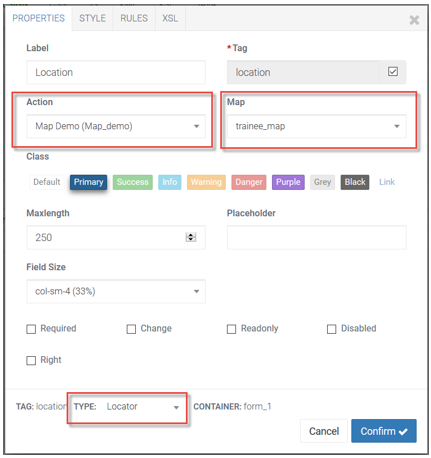 PROPERTIES STYLE RULES XSL
Label * Tag
Location location
Action Map
Map Demo (Map_demo) trainee_map
Class
Default Primary Success Info Warning Danger Purple Grey Black Link
Maxlength Placeholder
250
Field Size
col-sm-4 (33%)
Required Change Readonly Disabled
Right
TAG: location TYPE: Locator CONTAINER: form_1
Cancel Confirm